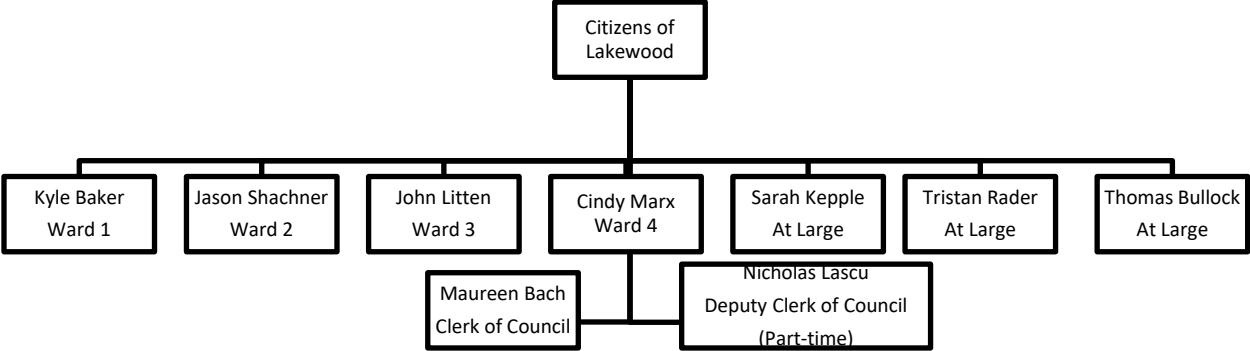 Citizens of
Lakewood
Kyle Baker
Ward 1
Jason Shachner
Ward 2
John Litten
Ward 3
Cindy Marx
Ward 4
Sarah Kepple
At Large
Tristan Rader
At Large
Thomas Bullock
At Large
Maureen Bach
Clerk of Council
Nicholas Lascu
Deputy Clerk of Council
(Part-time)